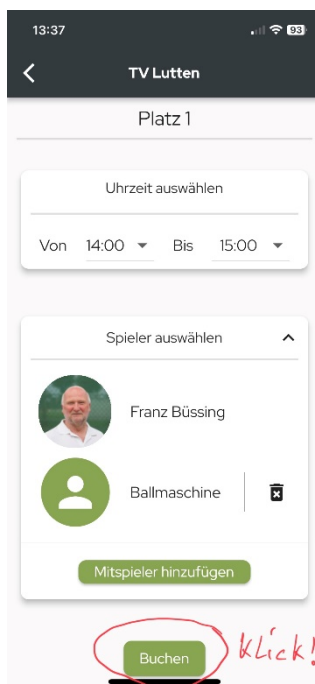 13:37
93
TV Lutten
Platz 1
Uhrzeit auswählen
Von 14:00 Bis 15:00
Spieler auswählen
Franz Büssing
Ballmaschine
Mitspieler hinzufügen
Buchen Klick!